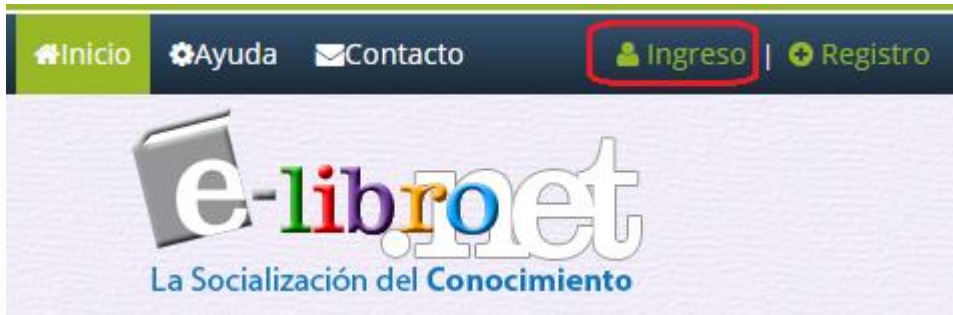 Inicio Ayuda Contacto Ingreso | Registro
e-libro
.net
La Socialización del Conocimiento